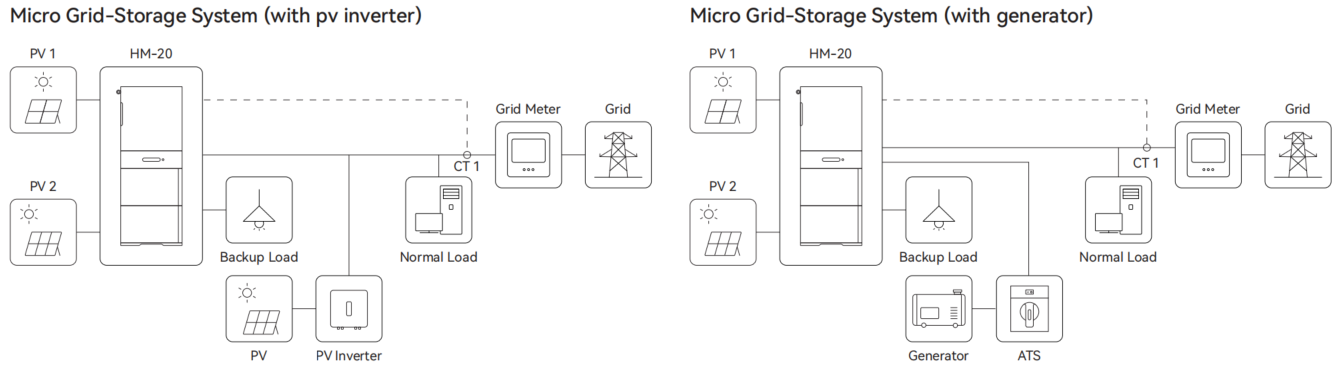 Micro Grid-Storage System (with pv inverter)
PV 1
HM-20
Grid Meter
Grid
CT 1
PV 2
Backup Load
Normal Load
PV
PV Inverter
Micro Grid-Storage System (with generator)
PV 1
HM-20
Grid Meter
Grid
CT 1
PV 2
Backup Load
Normal Load
Generator
ATS